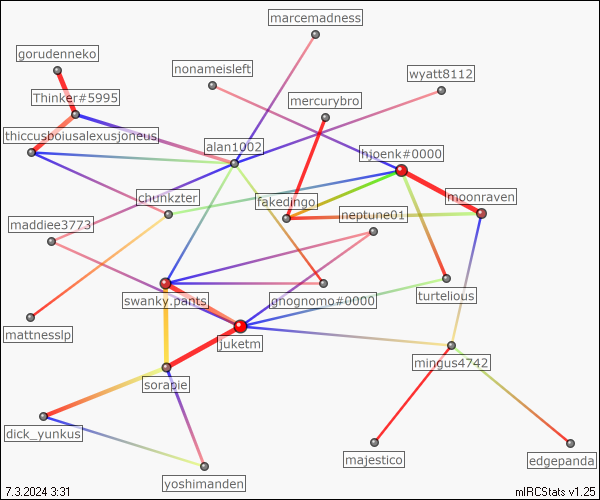 marcemadness
gorudenneko
nonameisleft
wyatt8112
Thinker#5995
mercurybro
thiccusboiusalexusjoneus
alan1002
hjoenk#0000
chunkzter
fakedingo
moonraven
neptune01
maddiee3773
swanky.pants
gnognomo#0000
turtelious
mattnesslp
juketm
mingus4742
sorapie
dick_yunkus
majestico
edgepanda
yoshimanden
7.3.2024 3:31
mIRCStats v1.25